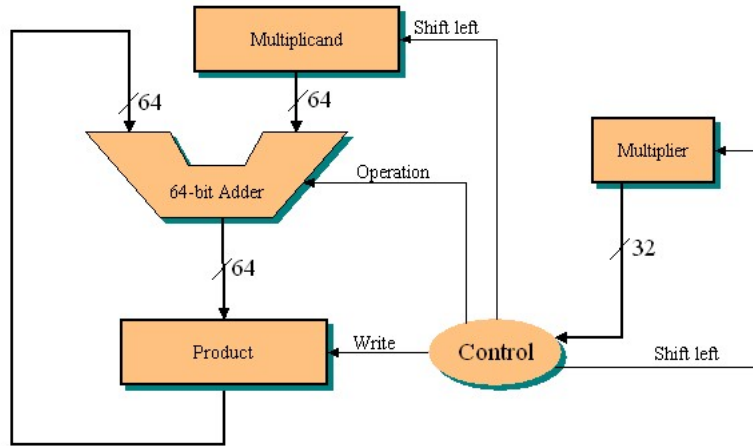 Multiplicand
Shift left
64
64
Multiplier
64-bit Adder
Operation
32
64
Product
Write
Control
Shift left